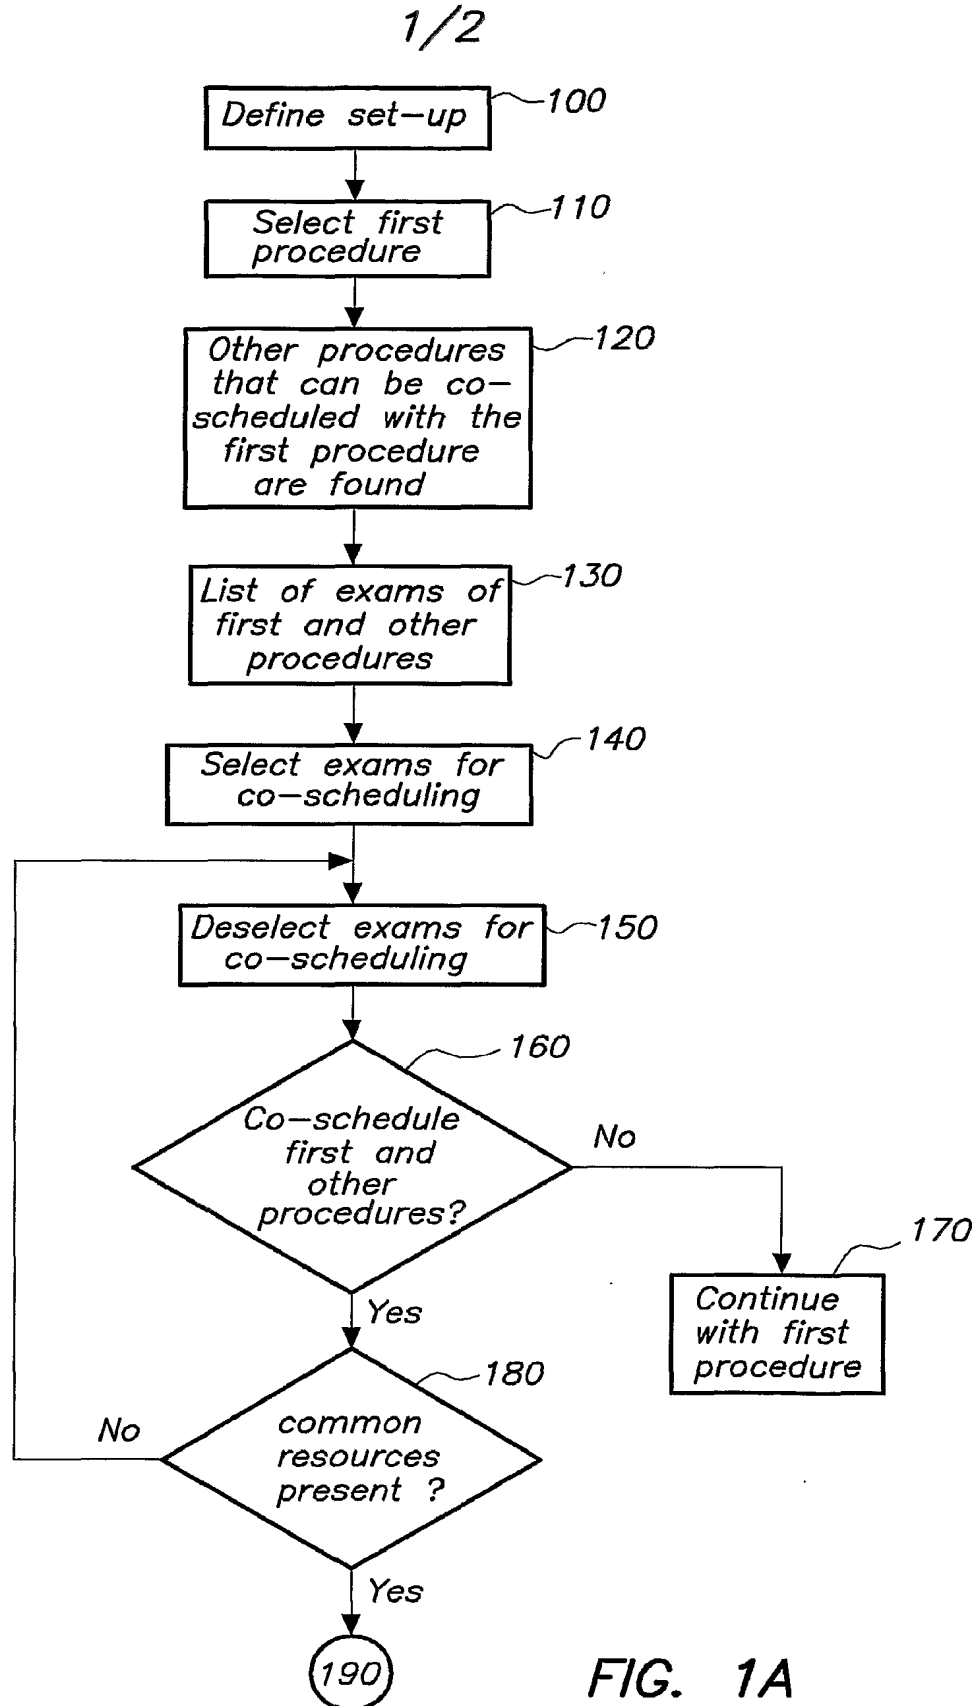 1/2
Define set-up
100
Select first
procedure
110
Other procedures
that can be co-
scheduled with the
first procedure
are found
120
List of exams of
first and other
procedures
130
Select exams for
co-scheduling
140
Deselect exams for
co-scheduling
150
Co-schedule
first and
other
procedures?
160
No
Continue
with first
procedure
170
Yes
common
resources
present ?
180
No
Yes
190
FIG. 1A